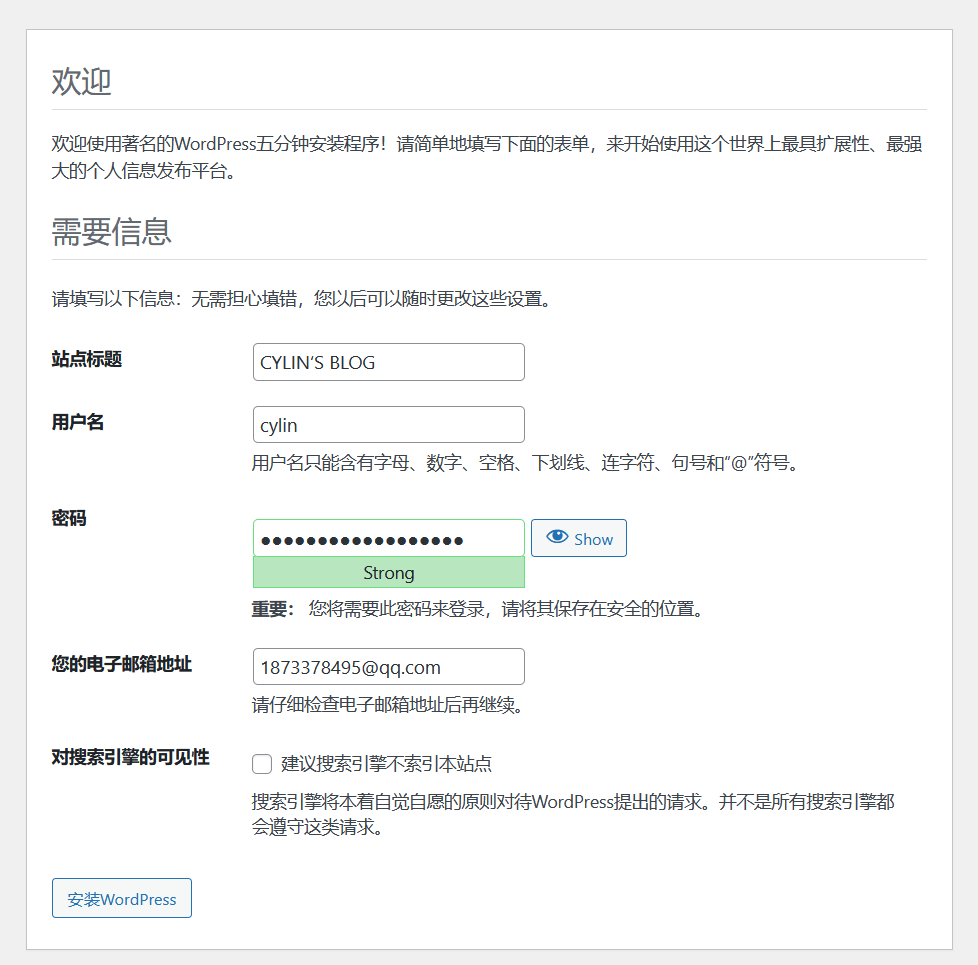 欢迎
欢迎使用著名的WordPress五分钟安装程序！请简单地填写下面的表单，来开始使用这个世界上最具扩展性、最强
大的个人信息发布平台。
需要信息
请填写以下信息：无需担心填错，您以后可以随时更改这些设置。
站点标题
CYLIN‘S BLOG
用户名
cylin
用户名只能含有字母、数字、空格、下划线、连字符、句号和“@”符号。
密码
●●●●●●●●●●●●●●●●●● Show
Strong
重要： 您将需要此密码来登录，请将其保存在安全的位置。
您的电子邮箱地址
1873378495@qq.com
请仔细检查电子邮箱地址后再继续。
对搜索引擎的可见性
建议搜索引擎不索引本站点
搜索引擎将本着自觉自愿的原则对待WordPress提出的请求。并不是所有搜索引擎都
会遵守这类请求。
安装WordPress